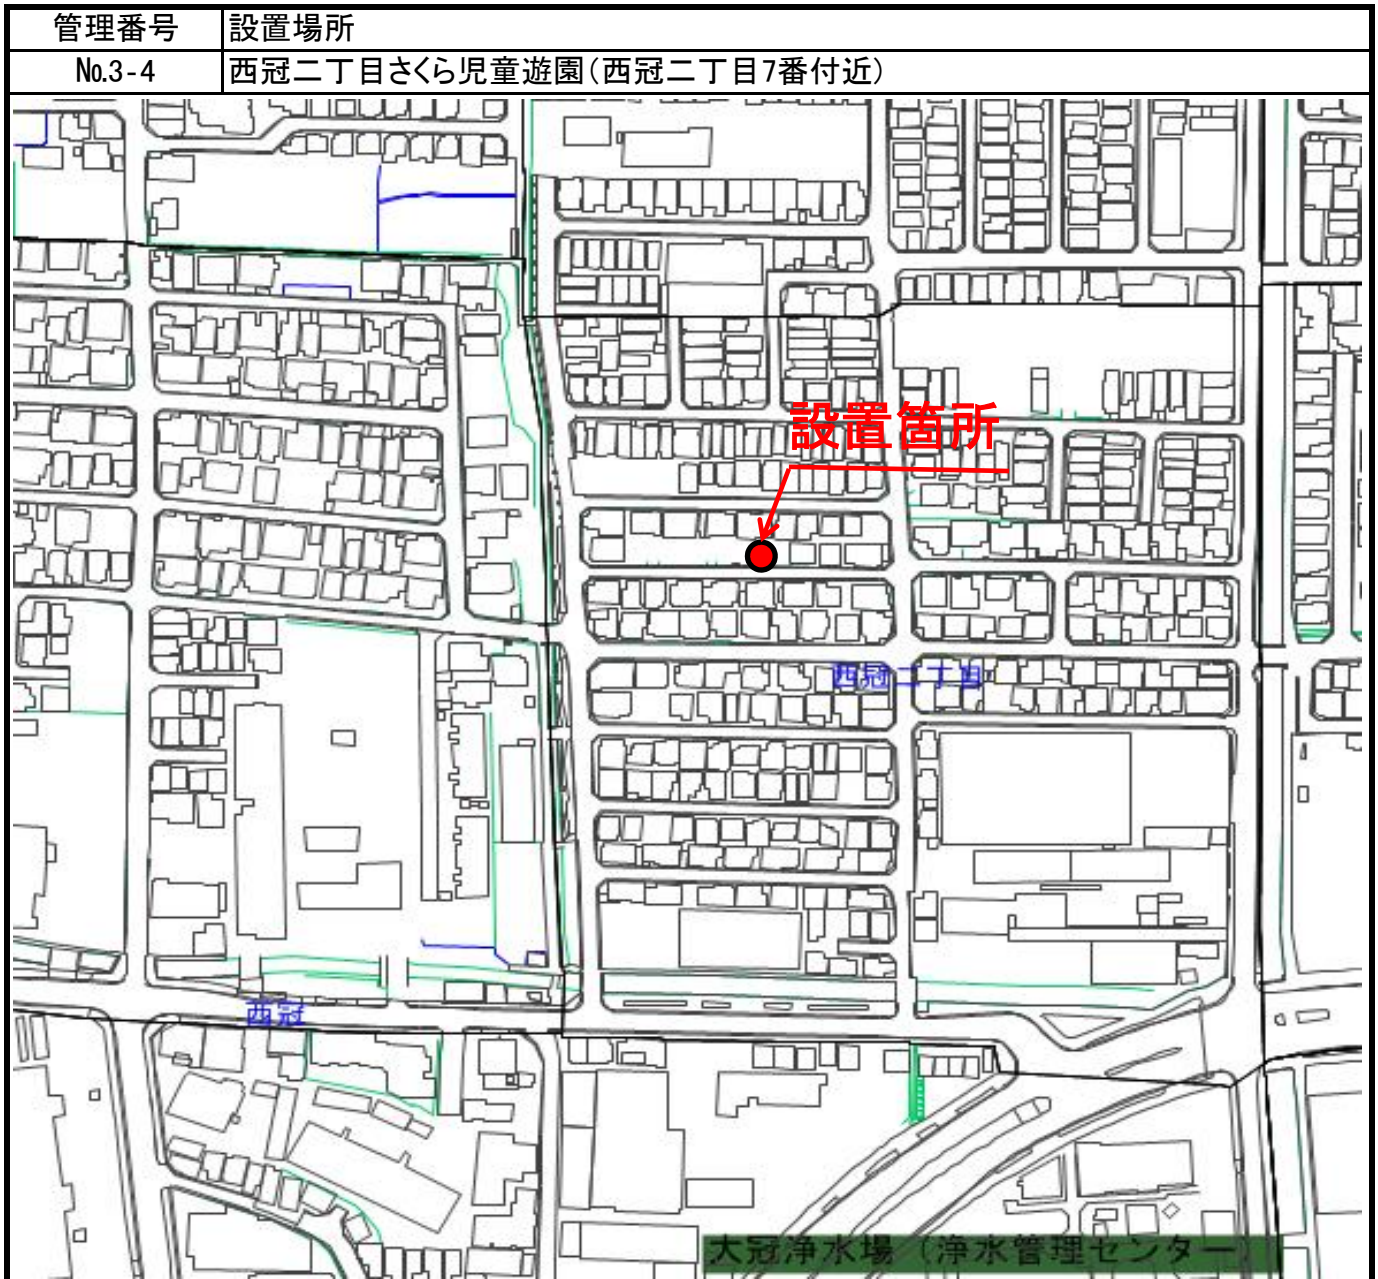 管理番号 設置場所
№3-4 西冠二丁目さくら児童遊園(西冠二丁目7番付近)
設置箇所
西冠二丁目
西冠
大冠浄水場(浄水管理センター)